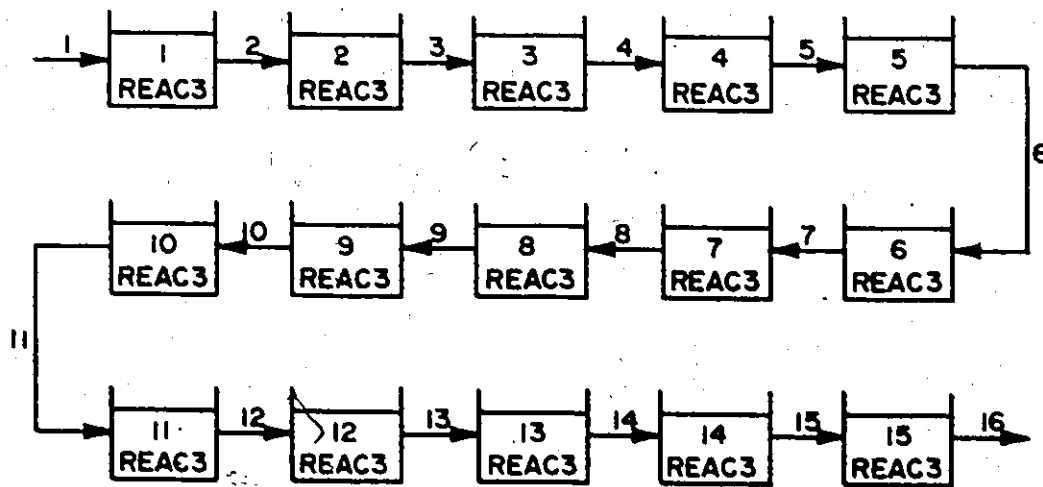 1 2 3 4 5
1 2 3 4 5
REAC3 REAC3 REAC3 REAC3 REAC3
6
10 9 8 7
10 9 8 7 6
REAC3 REAC3 REAC3 REAC3 REAC3
11
12 13 14 15 16
11 12 13 14 15
REAC3 REAC3 REAC3 REAC3 REAC3